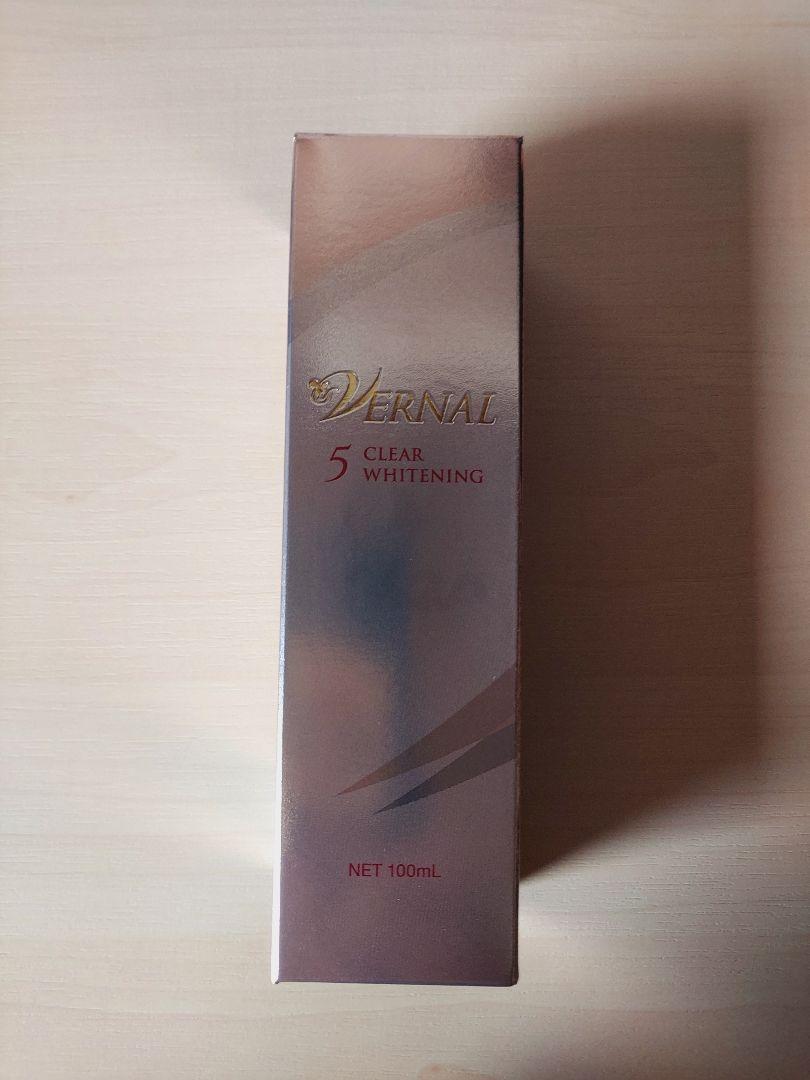 VERNAL
5 CLEAR
WHITENING
NET 100mL